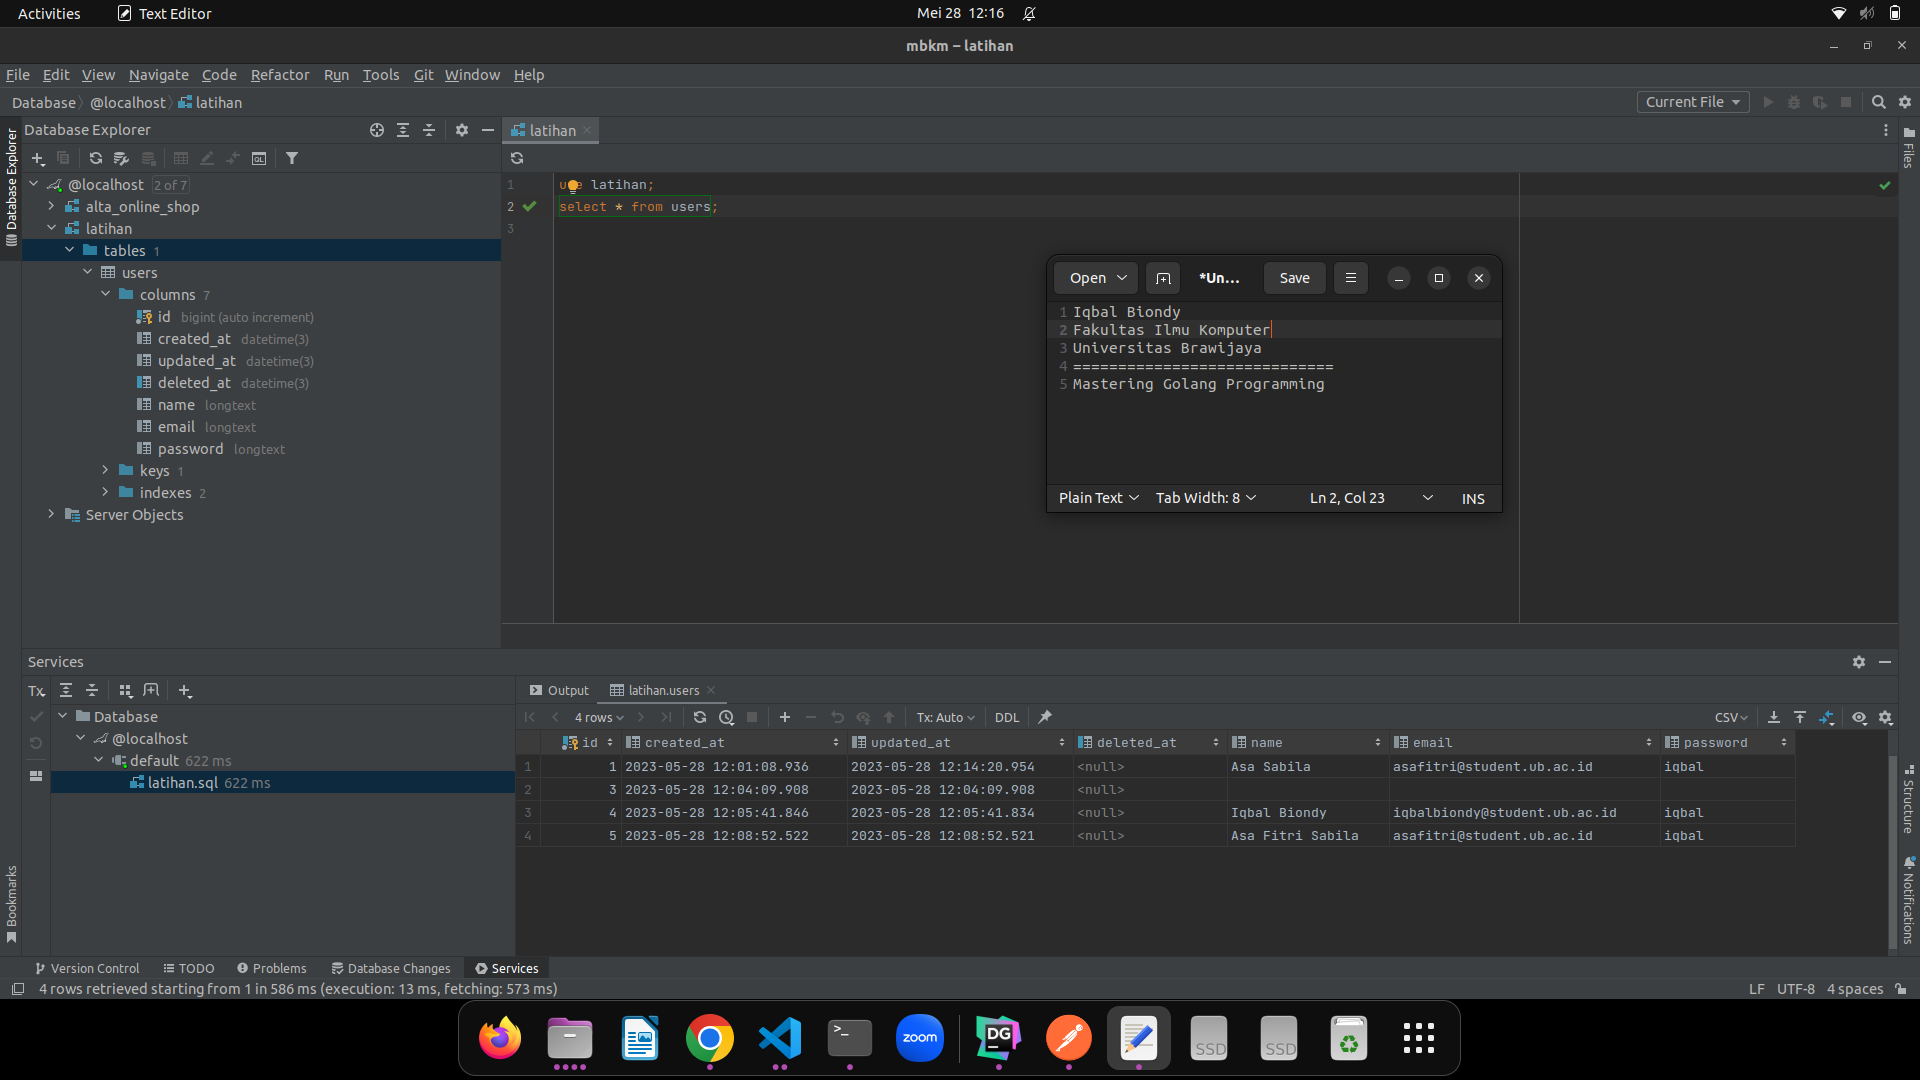 Activities Text Editor Mei 28 12:16
mbkm – latihan
File Edit View Navigate Code Refactor Run Tools Git Window Help
Database @localhost latihan Current File
Database Explorer
2 of 7
@localhost 2 of 7
alta_online_shop
latihan
tables 1
users
columns 7
id bigint (auto increment)
created_at datetime(3)
updated_at datetime(3)
deleted_at datetime(3)
name longtext
email longtext
password longtext
keys 1
indexes 2
Server Objects
Database Explorer
Bookmarks
latihan
1 latihan;
2 select * from users;
3
Open *Un... Save
1 Iqbal Biondy
2 Fakultas Ilmu Komputer
3 Universitas Brawijaya
4 =============================
5 Mastering Golang Programming
Plain Text Tab Width: 8 Ln 2, Col 23 INS
Files
Structure
Notifications
Services
Tx
Database
@localhost
default 622 ms
latihan.sql 622 ms
Output latihan.users
4 rows Tx: Auto DDL CSV
id created_at updated_at deleted_at name email password
1 1 2023-05-28 12:01:08.936 2023-05-28 12:14:20.954 <null> Asa Sabila asafitri@student.ub.ac.id iqbal
2 3 2023-05-28 12:04:09.908 2023-05-28 12:04:09.908 <null>
3 4 2023-05-28 12:05:41.846 2023-05-28 12:05:41.834 <null> Iqbal Biondy iqbalbiondy@student.ub.ac.id iqbal
4 5 2023-05-28 12:08:52.522 2023-05-28 12:08:52.521 <null> Asa Fitri Sabila asafitri@student.ub.ac.id iqbal
Version Control TODO Problems Database Changes Services
4 rows retrieved starting from 1 in 586 ms (execution: 13 ms, fetching: 573 ms) LF UTF-8 4 spaces
>_ zoom DG SSD SSD